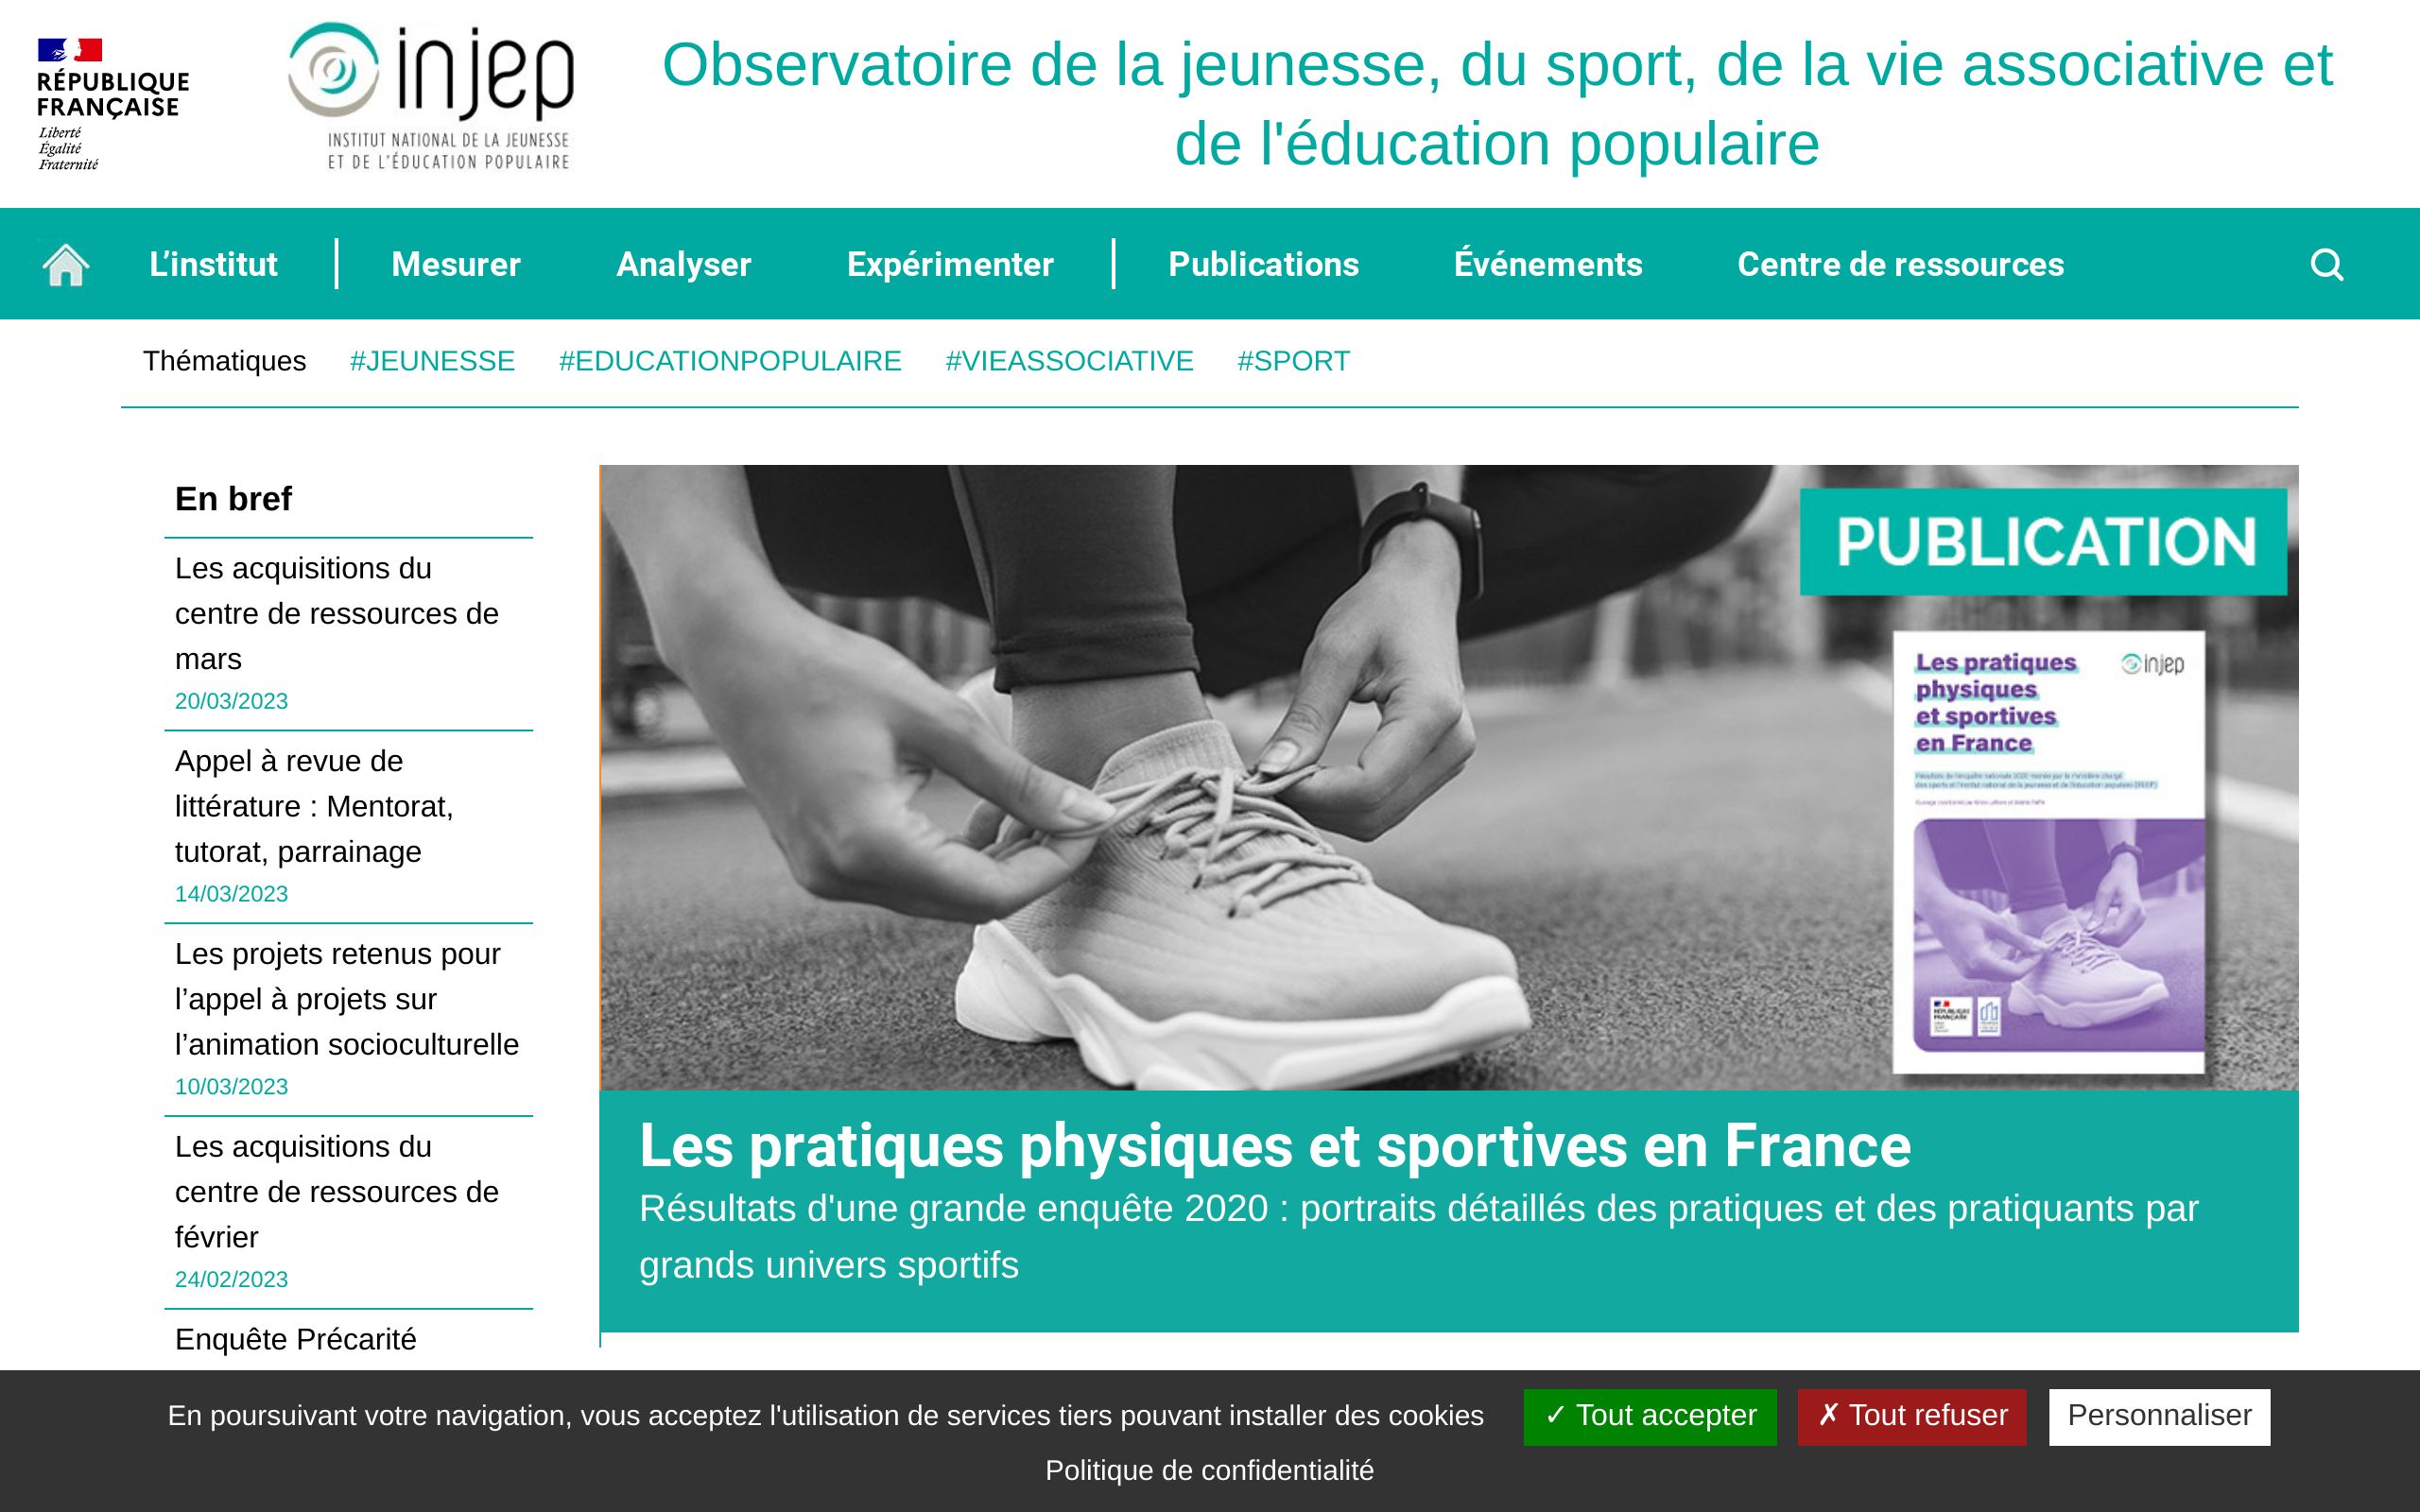 RÉPUBLIQUE
FRANÇAISE
Liberté
Égalité
Fraternité
injep
INSTITUT NATIONAL DE LA JEUNESSE
ET DE L'ÉDUCATION POPULAIRE
Observatoire de la jeunesse, du sport, de la vie associative et
de l'éducation populaire
L’institut Mesurer Analyser Expérimenter Publications Événements Centre de ressources
Thématiques #JEUNESSE #EDUCATIONPOPULAIRE #VIEASSOCIATIVE #SPORT
En bref
Les acquisitions du
centre de ressources de
mars
20/03/2023
Appel à revue de
littérature : Mentorat,
tutorat, parrainage
14/03/2023
Les projets retenus pour
l’appel à projets sur
l’animation socioculturelle
10/03/2023
Les acquisitions du
centre de ressources de
février
24/02/2023
Enquête Précarité
PUBLICATION
Les pratiques
physiques
et sportives
en France
injep
Les pratiques physiques et sportives en France
Résultats d'une grande enquête 2020 : portraits détaillés des pratiques et des pratiquants par
grands univers sportifs
En poursuivant votre navigation, vous acceptez l'utilisation de services tiers pouvant installer des cookies
✓ Tout accepter
✗ Tout refuser
Personnaliser
Politique de confidentialité